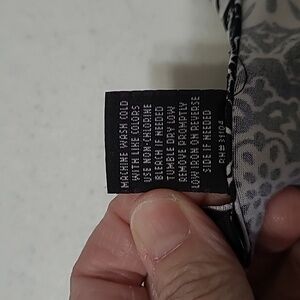 MACHINE WASH COLD
WITH LIKE COLORS
USE NON-CHLORINE
BLEACH IF NEEDED
TUMBLE DRY LOW
REMOVE PROMPTLY
LOW IRON ON REVERSE
SIDE IF NEEDED